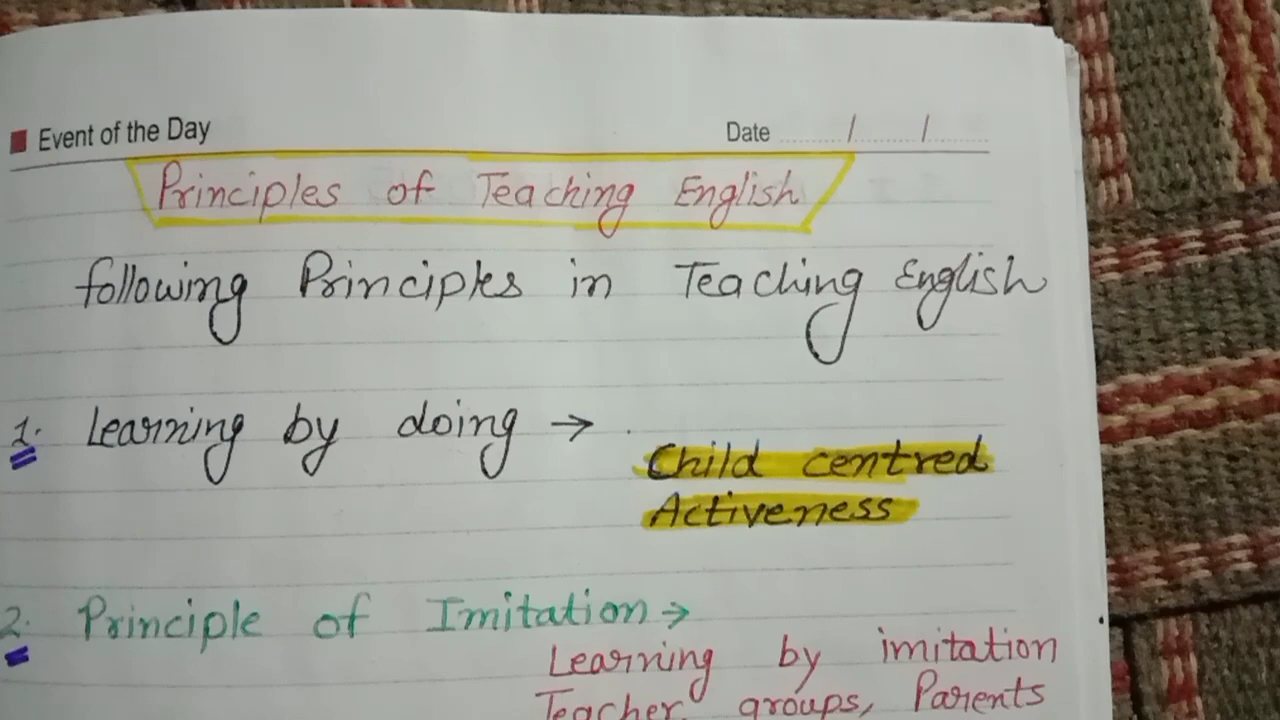 Event of the Day
Date / /
Principles of Teaching English
following Principles in Teaching English
1. Learning by doing →
Child centred
Activeness
2. Principle of Imitation →
Learning by imitation
Teacher, groups, Parents